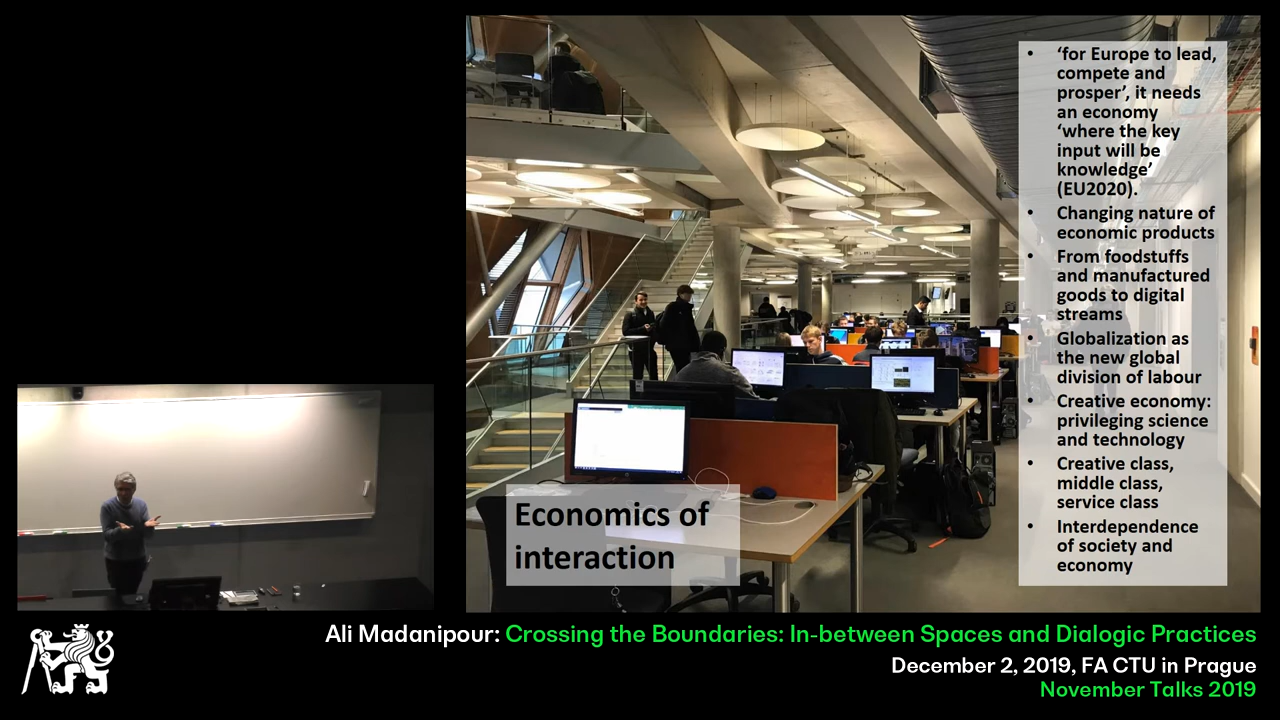 • ‘for Europe to lead,
compete and
prosper’, it needs
an economy
‘where the key
input will be
knowledge’
(EU2020).
• Changing nature of
economic products
• From foodstuffs
and manufactured
goods to digital
streams
• Globalization as
the new global
division of labour
• Creative economy:
privileging science
and technology
• Creative class,
middle class,
service class
• Interdependence
of society and
economy
Economics of
interaction
Ali Madanipour: Crossing the Boundaries: In-between Spaces and Dialogic Practices
December 2, 2019, FA CTU in Prague
November Talks 2019